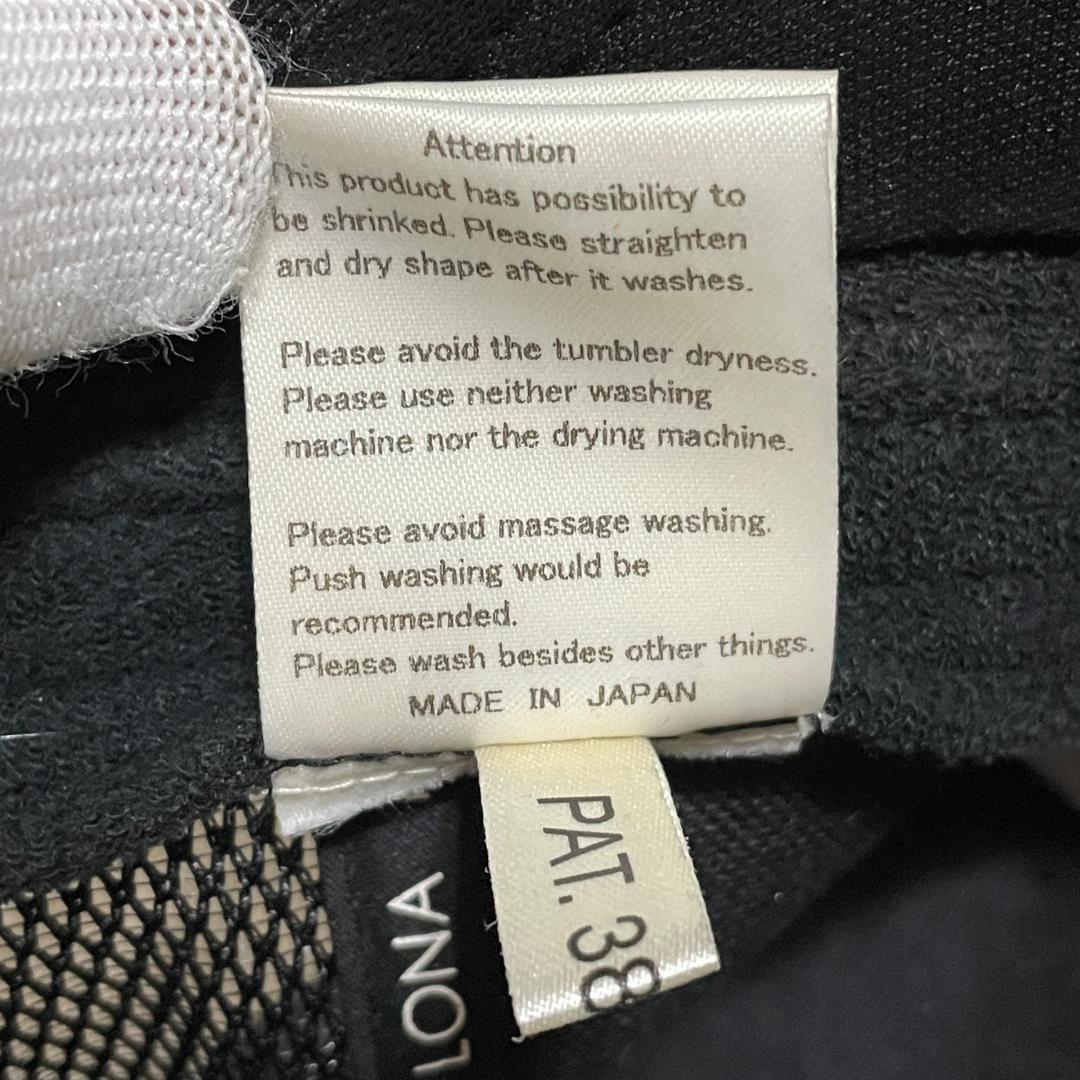 Attention
This product has possibility to
be shrinked. Please straighten
and dry shape after it washes.
Please avoid the tumbler dryness.
Please use neither washing
machine nor the drying machine.
Please avoid massage washing.
Push washing would be
recommended.
Please wash besides other things.
MADE IN JAPAN
PAT. 38
LONA